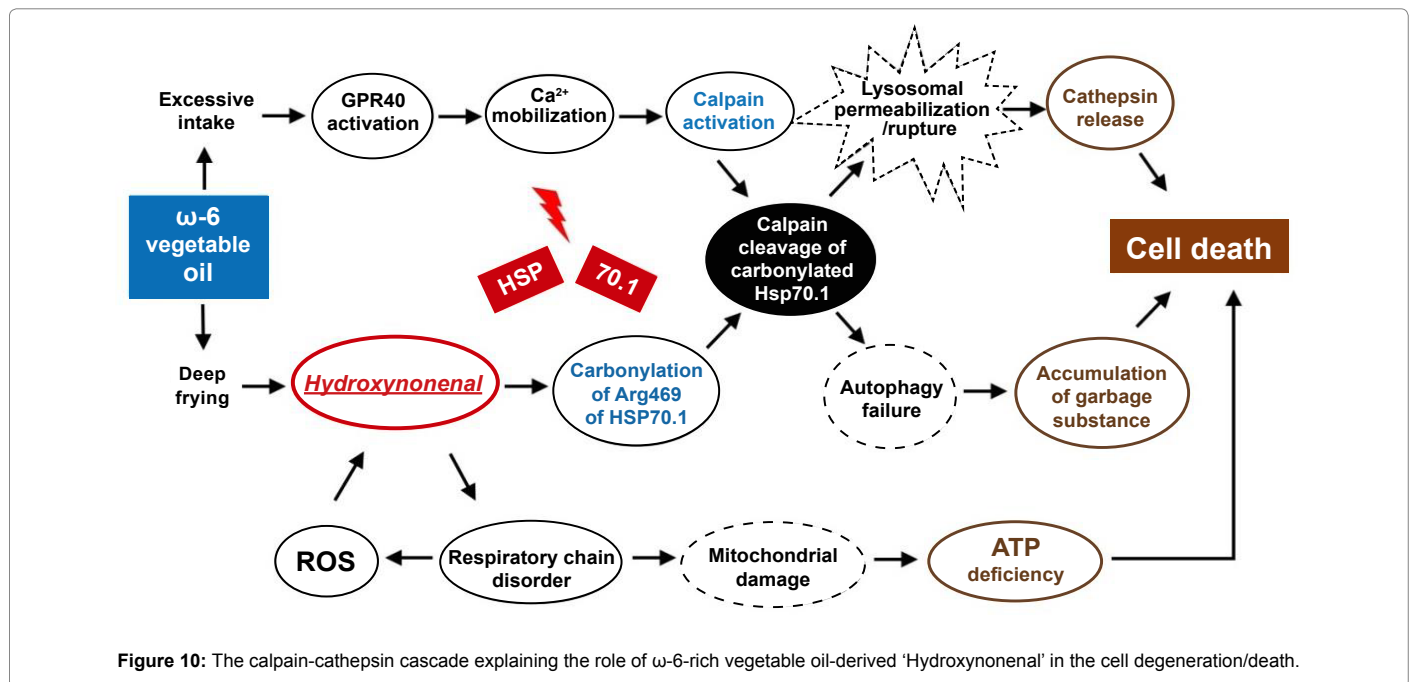 Excessive
intake
GPR40
activation
Ca²⁺
mobilization
Calpain
activation
Lysosomal
permeabilization
/rupture
Cathepsin
release
ω-6
vegetable
oil
HSP
70.1
Calpain
cleavage of
carbonylated
Hsp70.1
Cell death
Deep
frying
Hydroxynonenal
Carbonylation
of Arg469
of HSP70.1
Autophagy
failure
Accumulation
of garbage
substance
ROS
Respiratory chain
disorder
Mitochondrial
damage
ATP
deficiency
Figure 10: The calpain-cathepsin cascade explaining the role of ω-6-rich vegetable oil-derived ‘Hydroxynonenal’ in the cell degeneration/death.